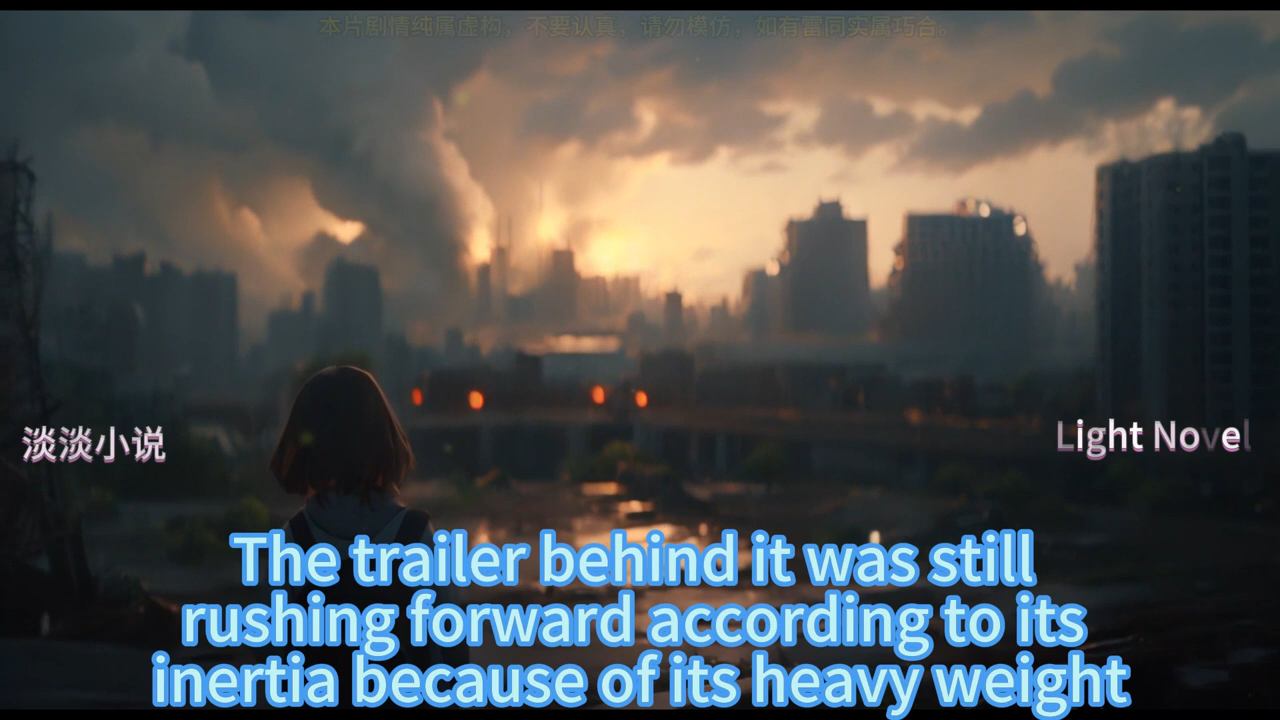 本片剧情纯属虚构，不要认真，请勿模仿，如有雷同实属巧合。
淡淡小说
Light Novel
The trailer behind it was still
rushing forward according to its
inertia because of its heavy weight